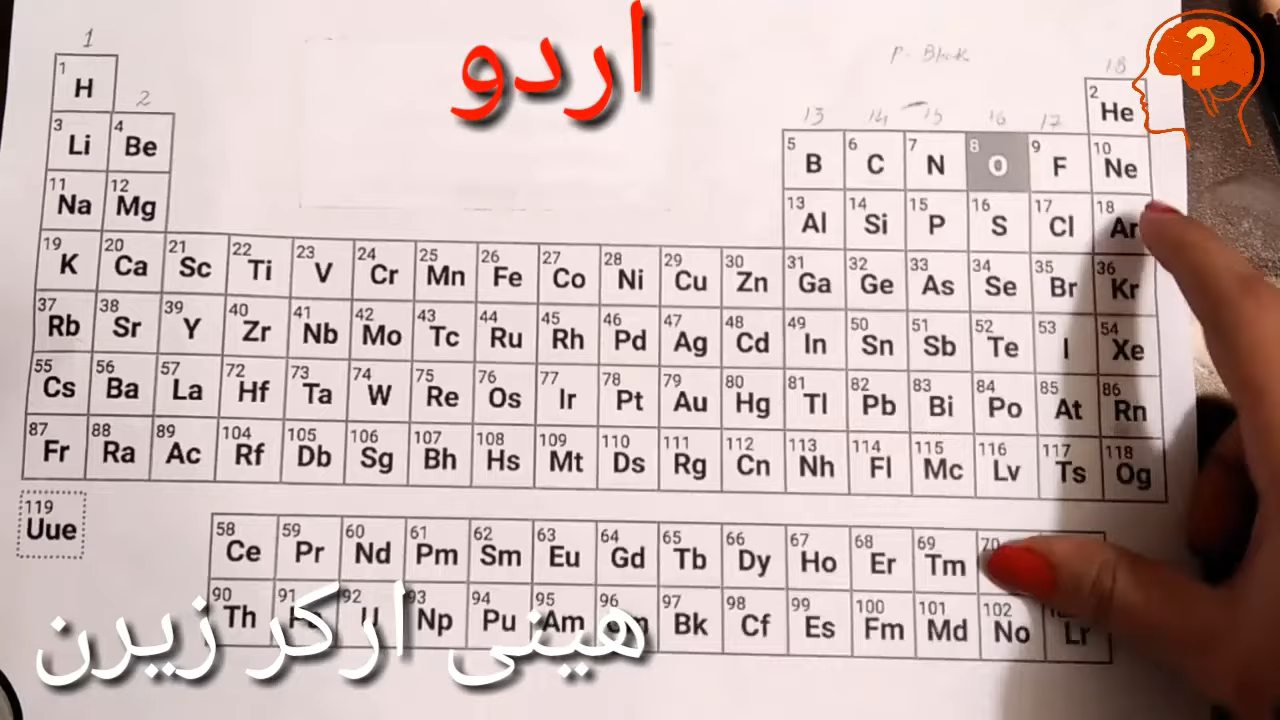 اردو
P-Block
1 18
1 H 2 2 He
13 14 15 16 17
3 Li 4 Be 5 B 6 C 7 N 8 O 9 F 10 Ne
11 Na 12 Mg 13 Al 14 Si 15 P 16 S 17 Cl 18 Ar
19 K 20 Ca 21 Sc 22 Ti 23 V 24 Cr 25 Mn 26 Fe 27 Co 28 Ni 29 Cu 30 Zn 31 Ga 32 Ge 33 As 34 Se 35 Br 36 Kr
37 Rb 38 Sr 39 Y 40 Zr 41 Nb 42 Mo 43 Tc 44 Ru 45 Rh 46 Pd 47 Ag 48 Cd 49 In 50 Sn 51 Sb 52 Te 53 I 54 Xe
55 Cs 56 Ba 57 La 72 Hf 73 Ta 74 W 75 Re 76 Os 77 Ir 78 Pt 79 Au 80 Hg 81 Tl 82 Pb 83 Bi 84 Po 85 At 86 Rn
87 Fr 88 Ra 89 Ac 104 Rf 105 Db 106 Sg 107 Bh 108 Hs 109 Mt 110 Ds 111 Rg 112 Cn 113 Nh 114 Fl 115 Mc 116 Lv 117 Ts 118 Og
119 Uue
58 Ce 59 Pr 60 Nd 61 Pm 62 Sm 63 Eu 64 Gd 65 Tb 66 Dy 67 Ho 68 Er 69 Tm 70
90 Th 91 92 U 93 Np 94 Pu 95 Am 96 97 Bk 98 Cf 99 Es 100 Fm 101 Md 102 No Lr
ھینی ارکر زیرن
?